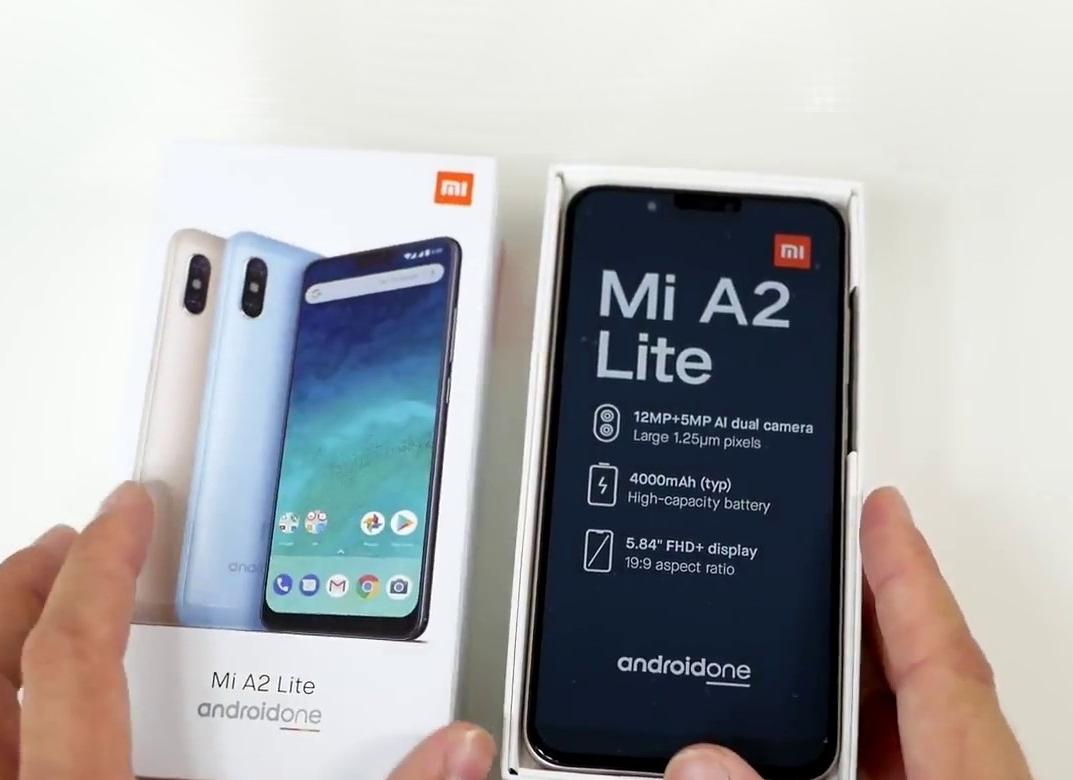 mi
Mi A2 Lite
androidone
mi
Mi A2
Lite
12MP+5MP AI dual camera
Large 1.25μm pixels
4000mAh (typ)
High-capacity battery
5.84" FHD+ display
19:9 aspect ratio
androidone